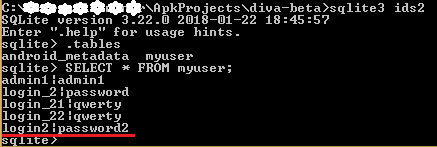 C:\ \ApkProjects\diva-beta>sqlite3 ids2
SQLite version 3.22.0 2018-01-22 18:45:57
Enter ".help" for usage hints.
sqlite> .tables
android_metadata myuser
sqlite> SELECT * FROM myuser;
admin1|admin1
login_2|password
login_21|qwerty
login_22|qwerty
login2|password2
sqlite>